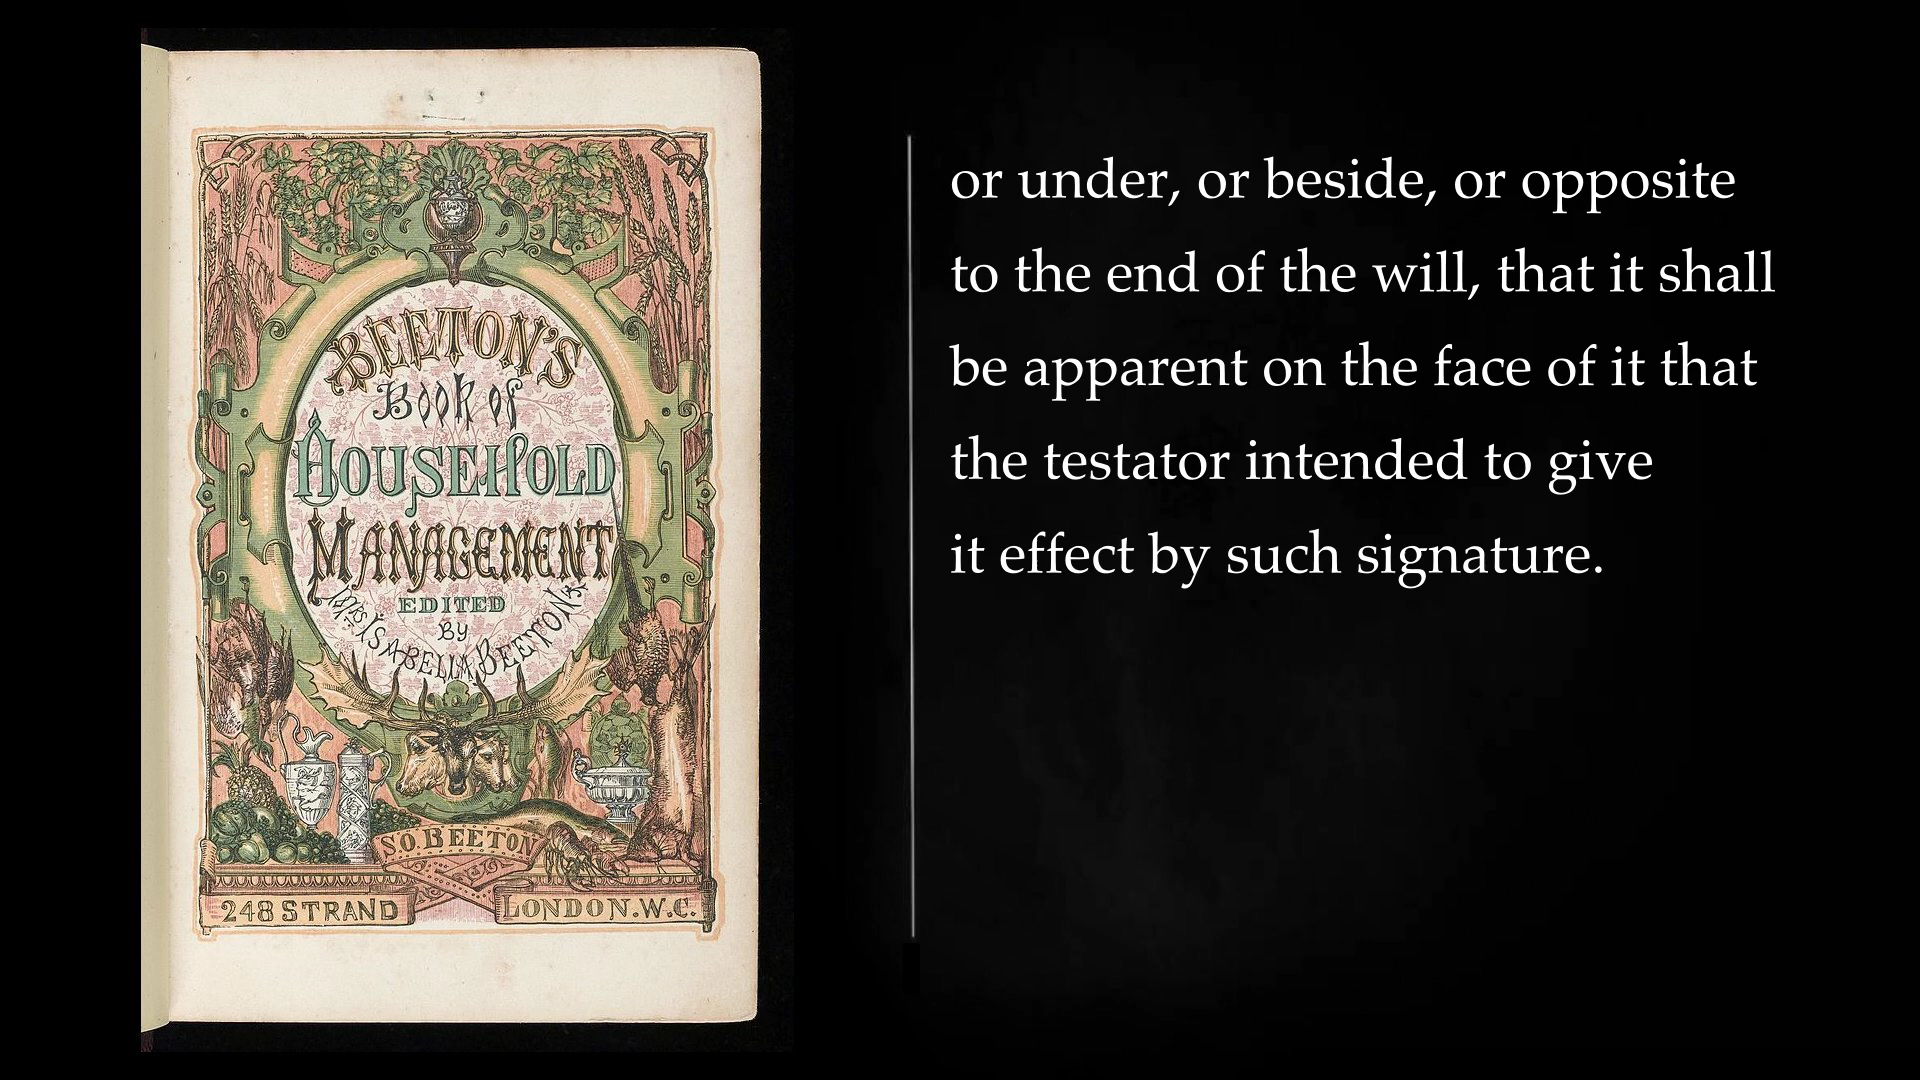 BEETON'S
Book of
HOUSEHOLD
MANAGEMENT
EDITED
BY
MRS ISABELLA BEETON
S.O. BEETON
248 STRAND
LONDON. W.C.
or under, or beside, or opposite
to the end of the will, that it shall
be apparent on the face of it that
the testator intended to give
it effect by such signature.